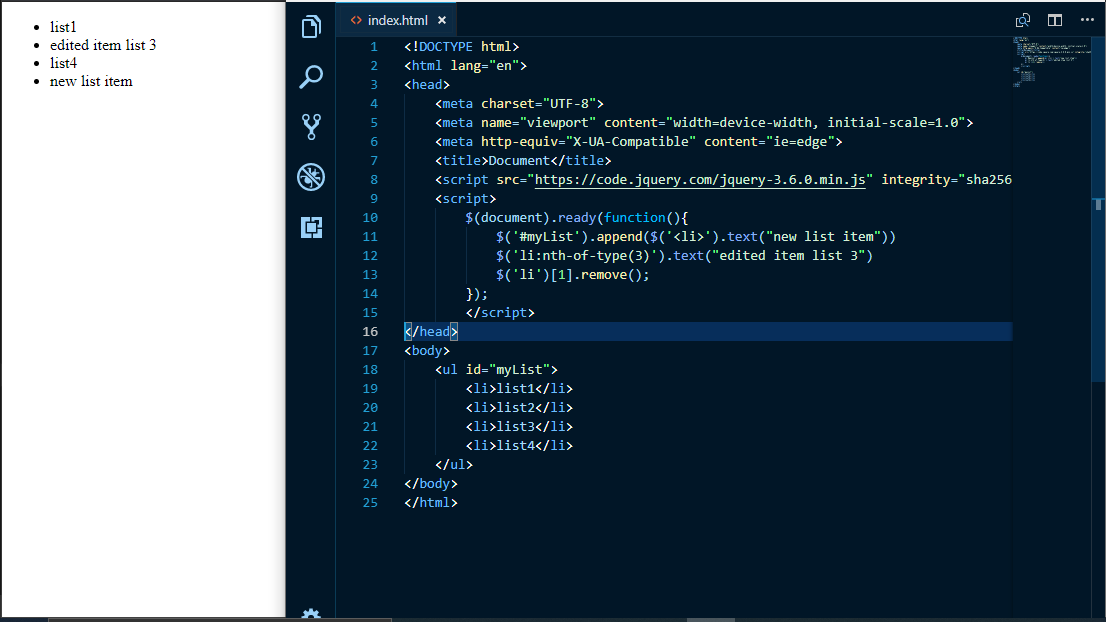 list1
edited item list 3
list4
new list item
<> index.html ×
1 <!DOCTYPE html>
2 <html lang="en">
3 <head>
4 <meta charset="UTF-8">
5 <meta name="viewport" content="width=device-width, initial-scale=1.0">
6 <meta http-equiv="X-UA-Compatible" content="ie=edge">
7 <title>Document</title>
8 <script src="https://code.jquery.com/jquery-3.6.0.min.js" integrity="sha256
9 <script>
10 $(document).ready(function(){
11 $('#myList').append($('<li>').text("new list item"))
12 $('li:nth-of-type(3)').text("edited item list 3")
13 $('li')[1].remove();
14 });
15 </script>
16 </head>
17 <body>
18 <ul id="myList">
19 <li>list1</li>
20 <li>list2</li>
21 <li>list3</li>
22 <li>list4</li>
23 </ul>
24 </body>
25 </html>